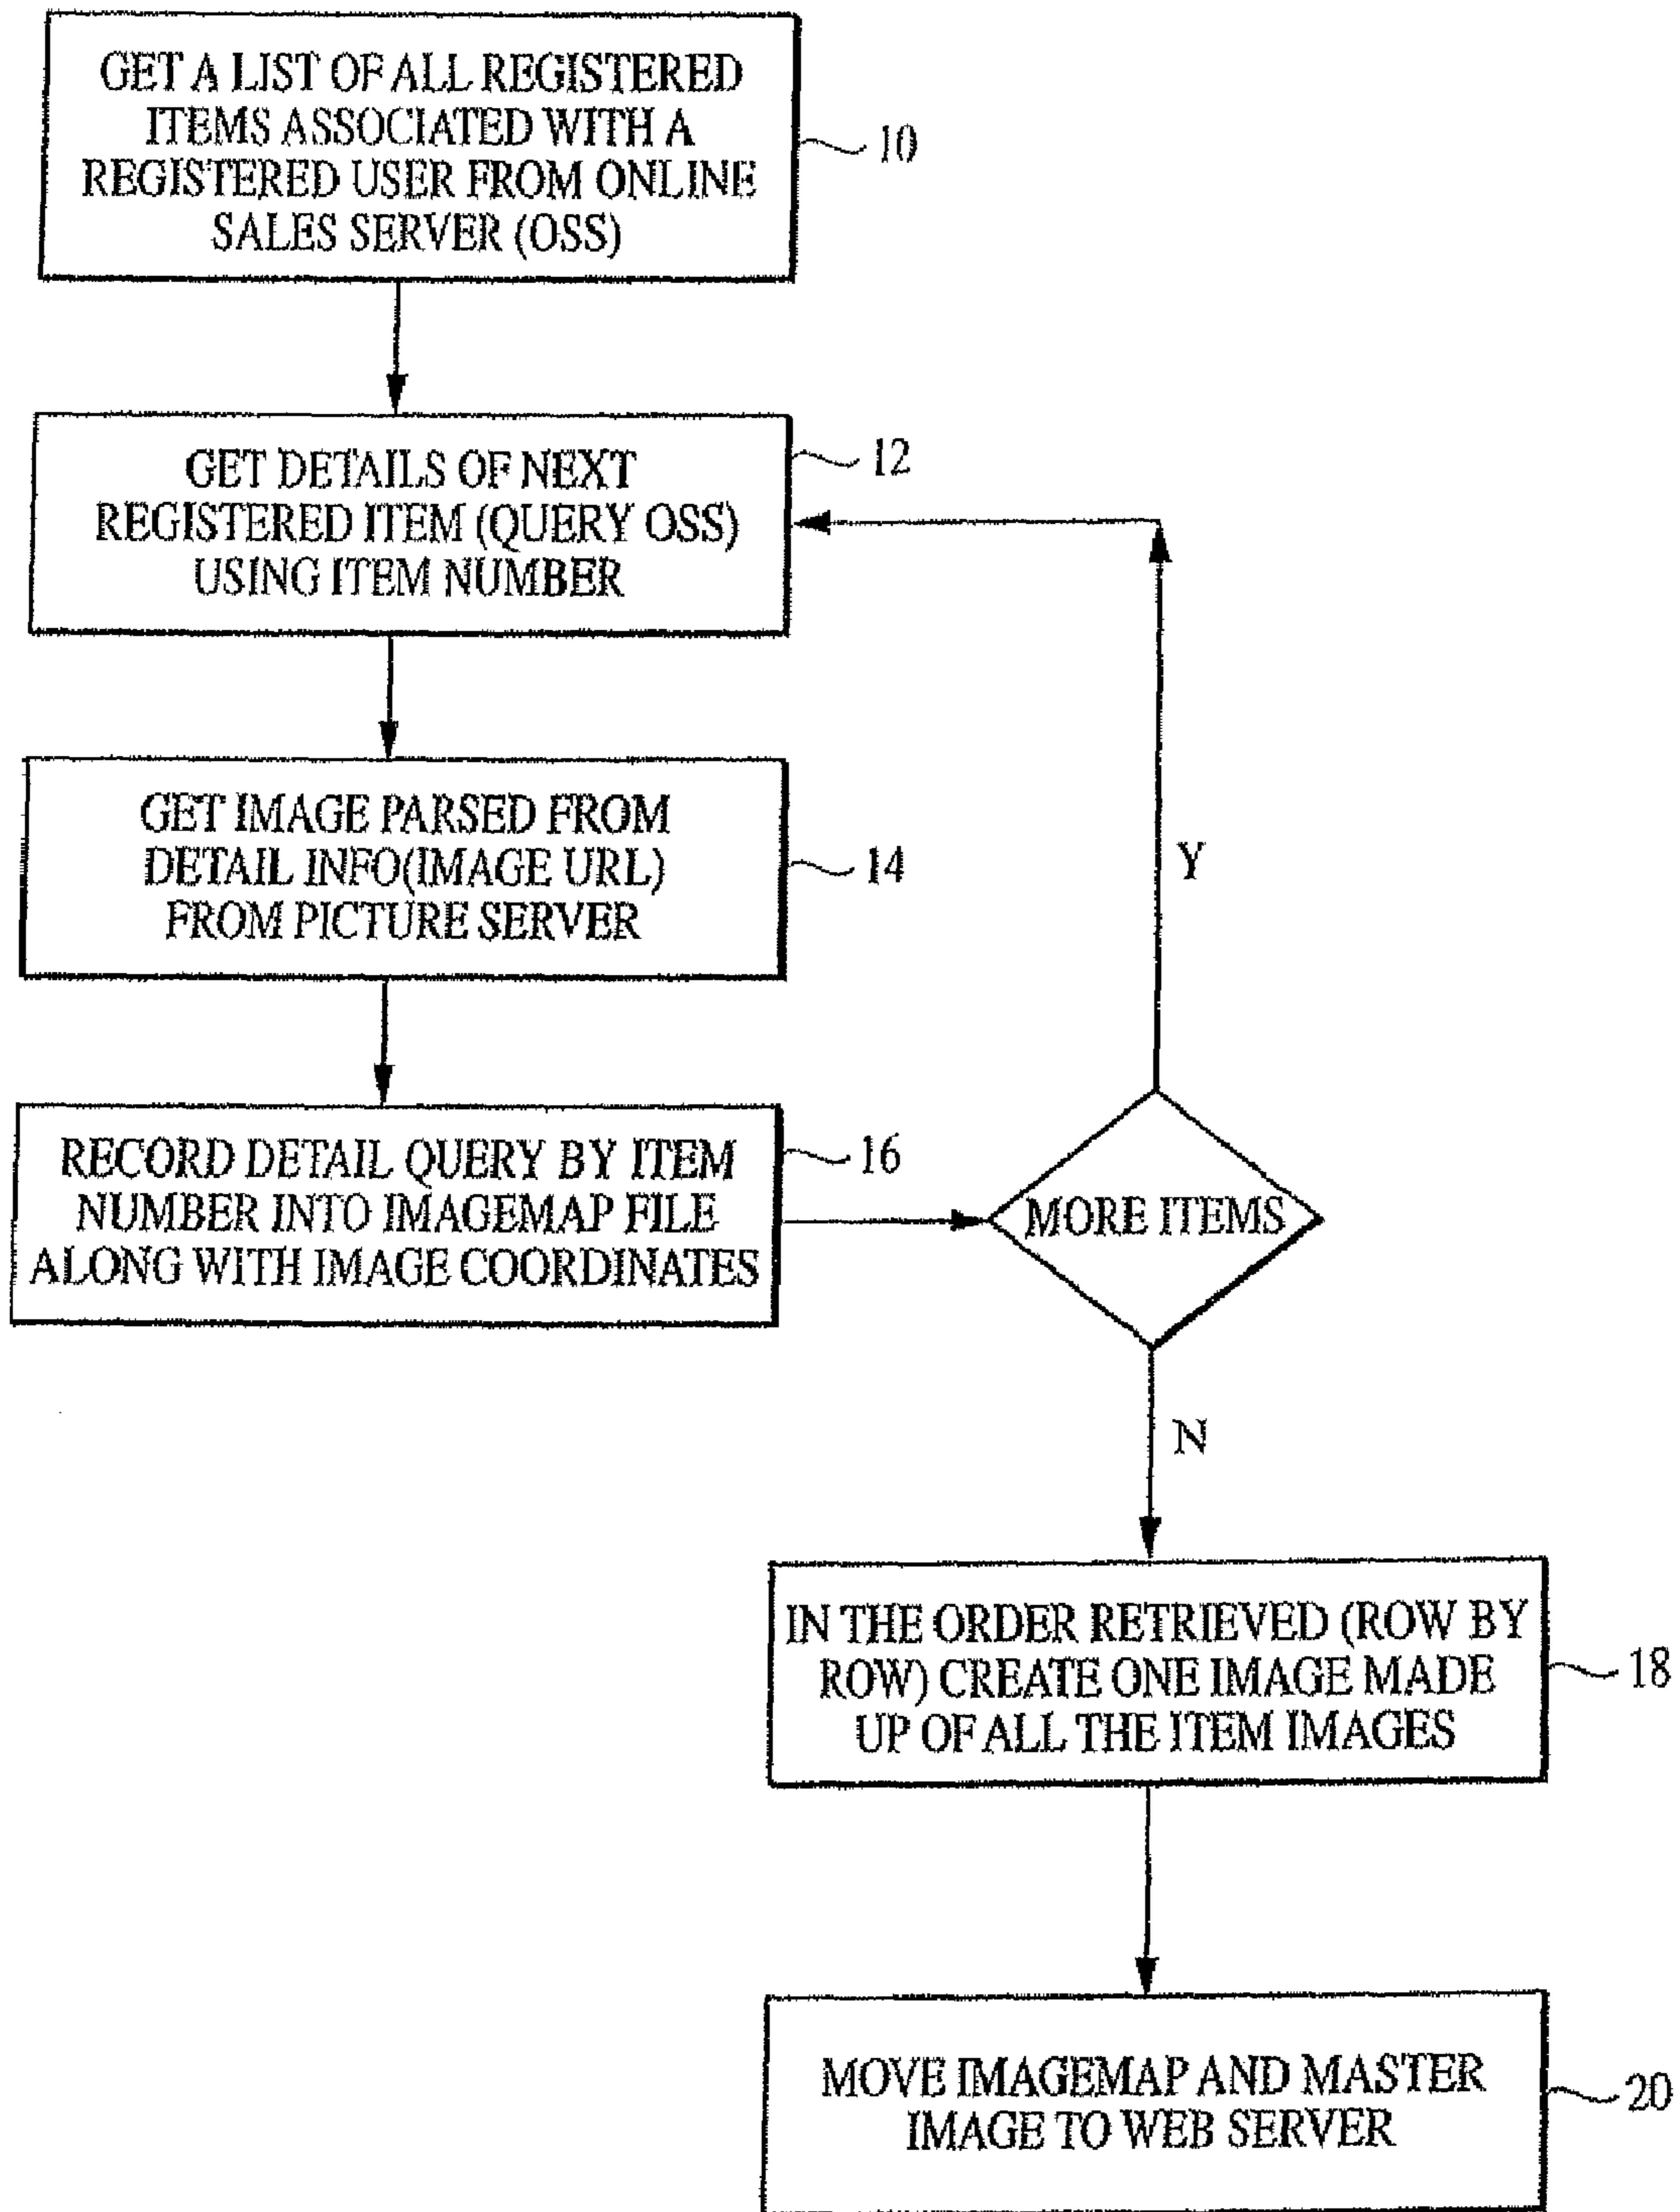 GET A LIST OF ALL REGISTERED
ITEMS ASSOCIATED WITH A
REGISTERED USER FROM ONLINE
SALES SERVER (OSS)
10
GET DETAILS OF NEXT
REGISTERED ITEM (QUERY OSS)
USING ITEM NUMBER
12
GET IMAGE PARSED FROM
DETAIL INFO(IMAGE URL)
FROM PICTURE SERVER
14
Y
RECORD DETAIL QUERY BY ITEM
NUMBER INTO IMAGEMAP FILE
ALONG WITH IMAGE COORDINATES
16
MORE ITEMS
N
IN THE ORDER RETRIEVED (ROW BY
ROW) CREATE ONE IMAGE MADE
UP OF ALL THE ITEM IMAGES
18
MOVE IMAGEMAP AND MASTER
IMAGE TO WEB SERVER
20